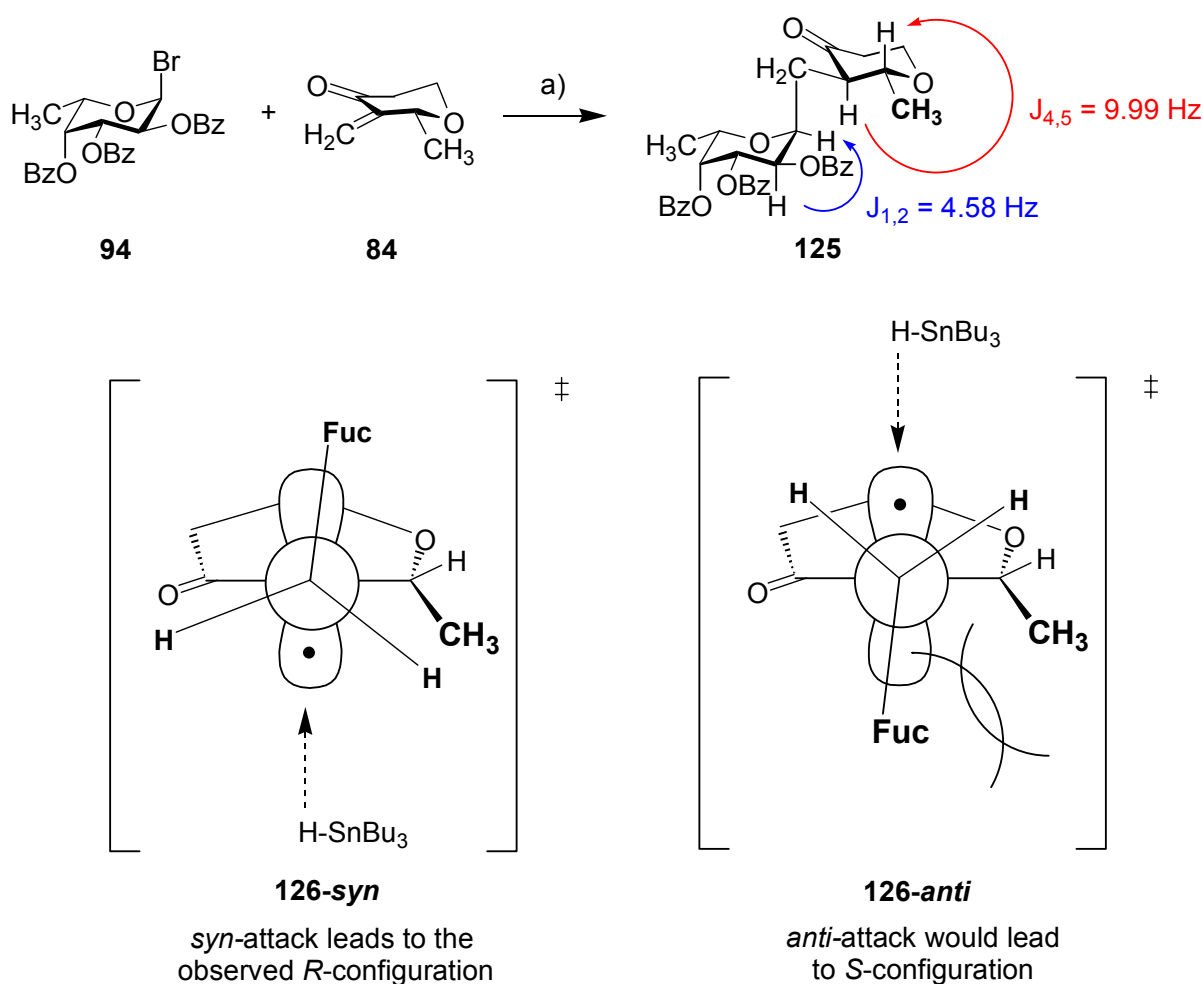 Br
H3C
O
OBz
OBz
BzO
94
+
O
H2C
O
CH3
84
a)
O
H
H2C
O
H
CH3
H3C
O
H
OBz
OBz
BzO
H
125
J4,5 = 9.99 Hz
J1,2 = 4.58 Hz
‡
Fuc
O
H
O
H
CH3
H
H-SnBu3
126-syn
syn-attack leads to the
observed R-configuration
H-SnBu3
‡
H
H
O
H
O
CH3
Fuc
126-anti
anti-attack would lead
to S-configuration